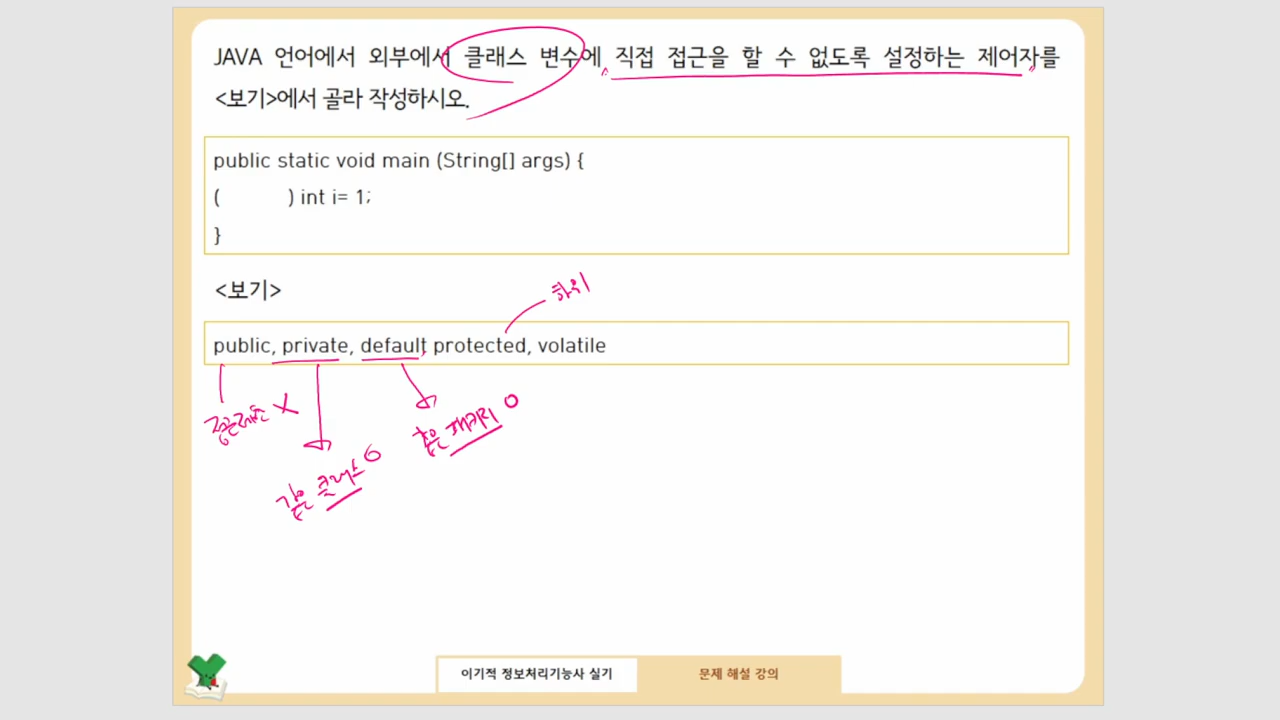 JAVA 언어에서 외부에서 클래스 변수에 직접 접근을 할 수 없도록 설정하는 제어자를
<보기>에서 골라 작성하시오.
public static void main (String[] args) {
( ) int i= 1;
}
<보기>
하위
public, private, default, protected, volatile
접근제한 X
같은 패키지 O
같은 클래스 O
이기적 정보처리기능사 실기
문제 해설 강의